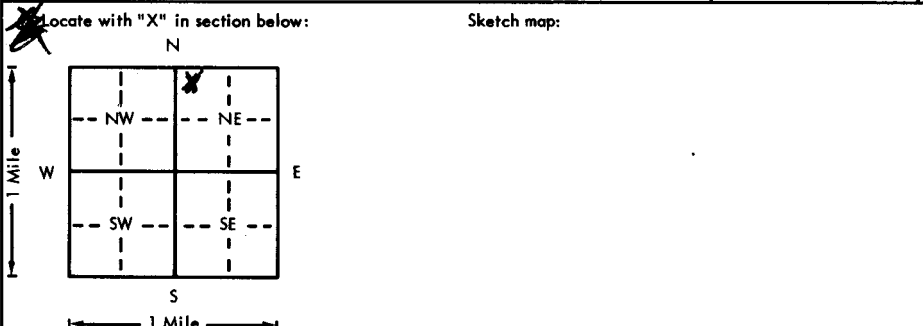 Locate with "X" in section below: Sketch map:
N
X
NW NE
W E
1 Mile
SW SE
S
1 Mile